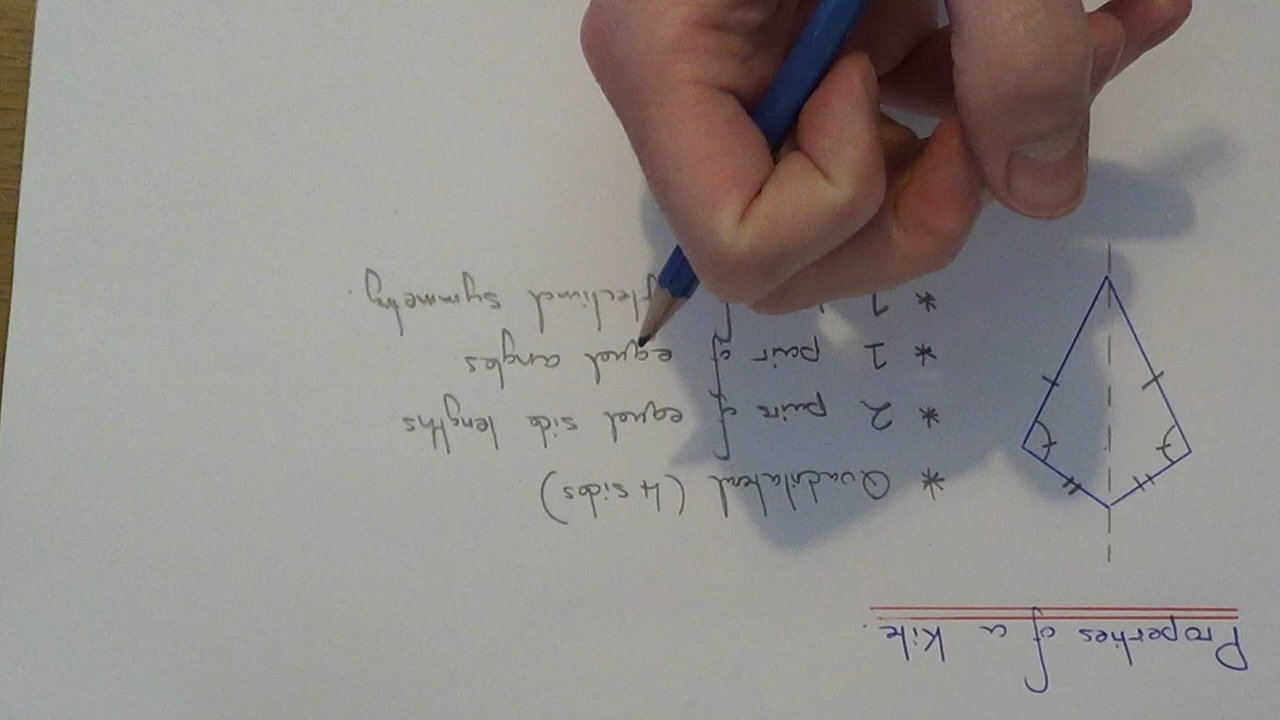 Properties of a Kite.
* Quadrilateral (4 sides)
* 2 pairs of equal side lengths
* 1 pair of equal angles
* 1 symmetry.